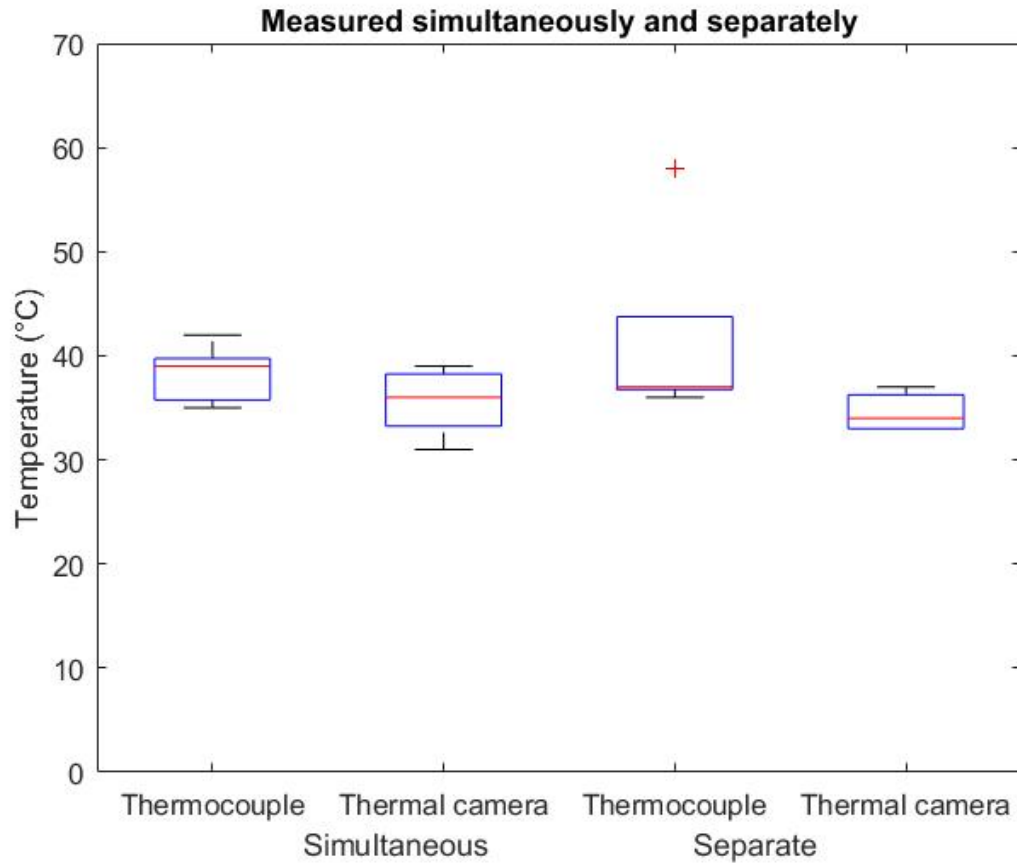 Measured simultaneously and separately
70
60
50
40
30
20
10
0
Temperature (°C)
Thermocouple Thermal camera Thermocouple Thermal camera
Simultaneous Separate